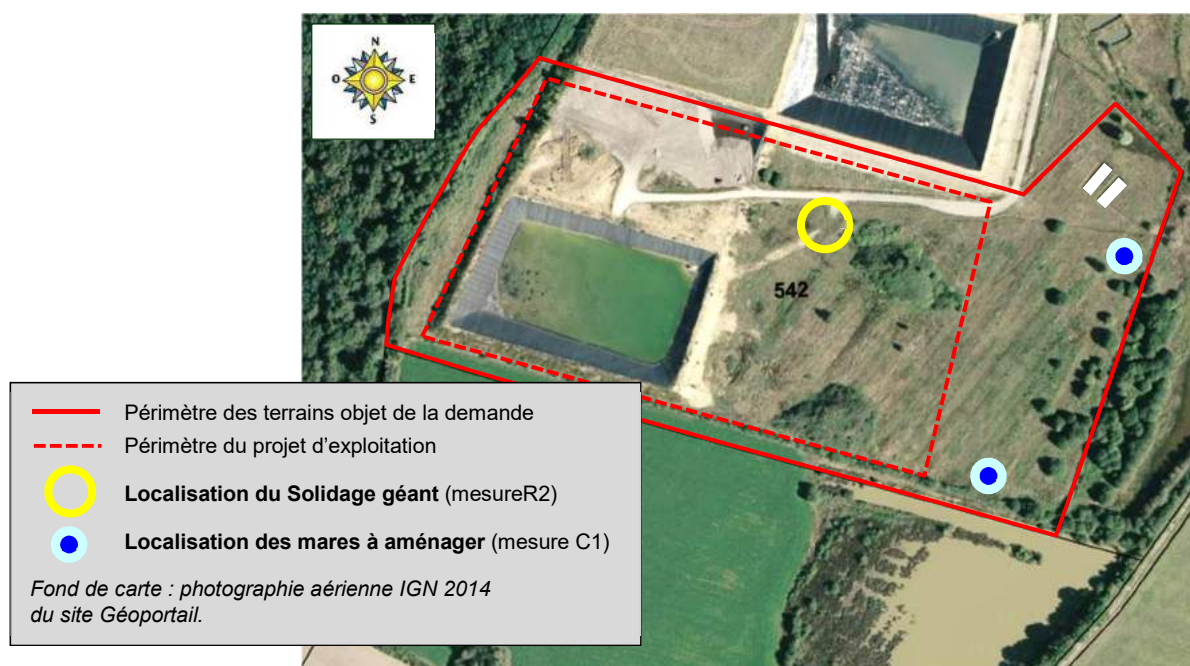 N
O E
S
542
Périmètre des terrains objet de la demande
Périmètre du projet d'exploitation
Localisation du Solidage géant (mesureR2)
Localisation des mares à aménager (mesure C1)
Fond de carte : photographie aérienne IGN 2014
du site Géoportail.